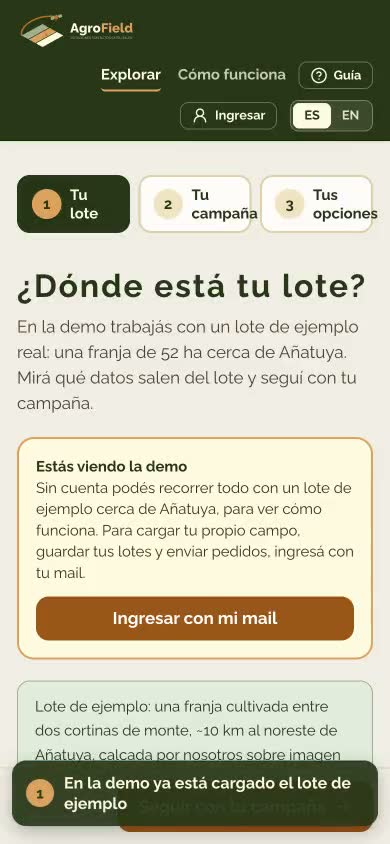 AgroField
Explorar
Cómo funciona
Guía
Ingresar
ES
EN
1
Tu
lote
2
Tu
campaña
3
Tus
opciones
¿Dónde está tu lote?
En la demo trabajás con un lote de ejemplo
real: una franja de 52 ha cerca de Añatuya.
Mirá qué datos salen del lote y seguí con tu
campaña.
Estás viendo la demo
Sin cuenta podés recorrer todo con un lote de
ejemplo cerca de Añatuya, para ver cómo
funciona. Para cargar tu propio campo,
guardar tus lotes y enviar pedidos, ingresá con
tu mail.
Ingresar con mi mail
Lote de ejemplo: una franja cultivada entre
dos cortinas de monte, ~10 km al noreste de
Añatuya, calcada por nosotros sobre imagen
1
En la demo ya está cargado el lote de
ejemplo
Seguir con tu campaña →